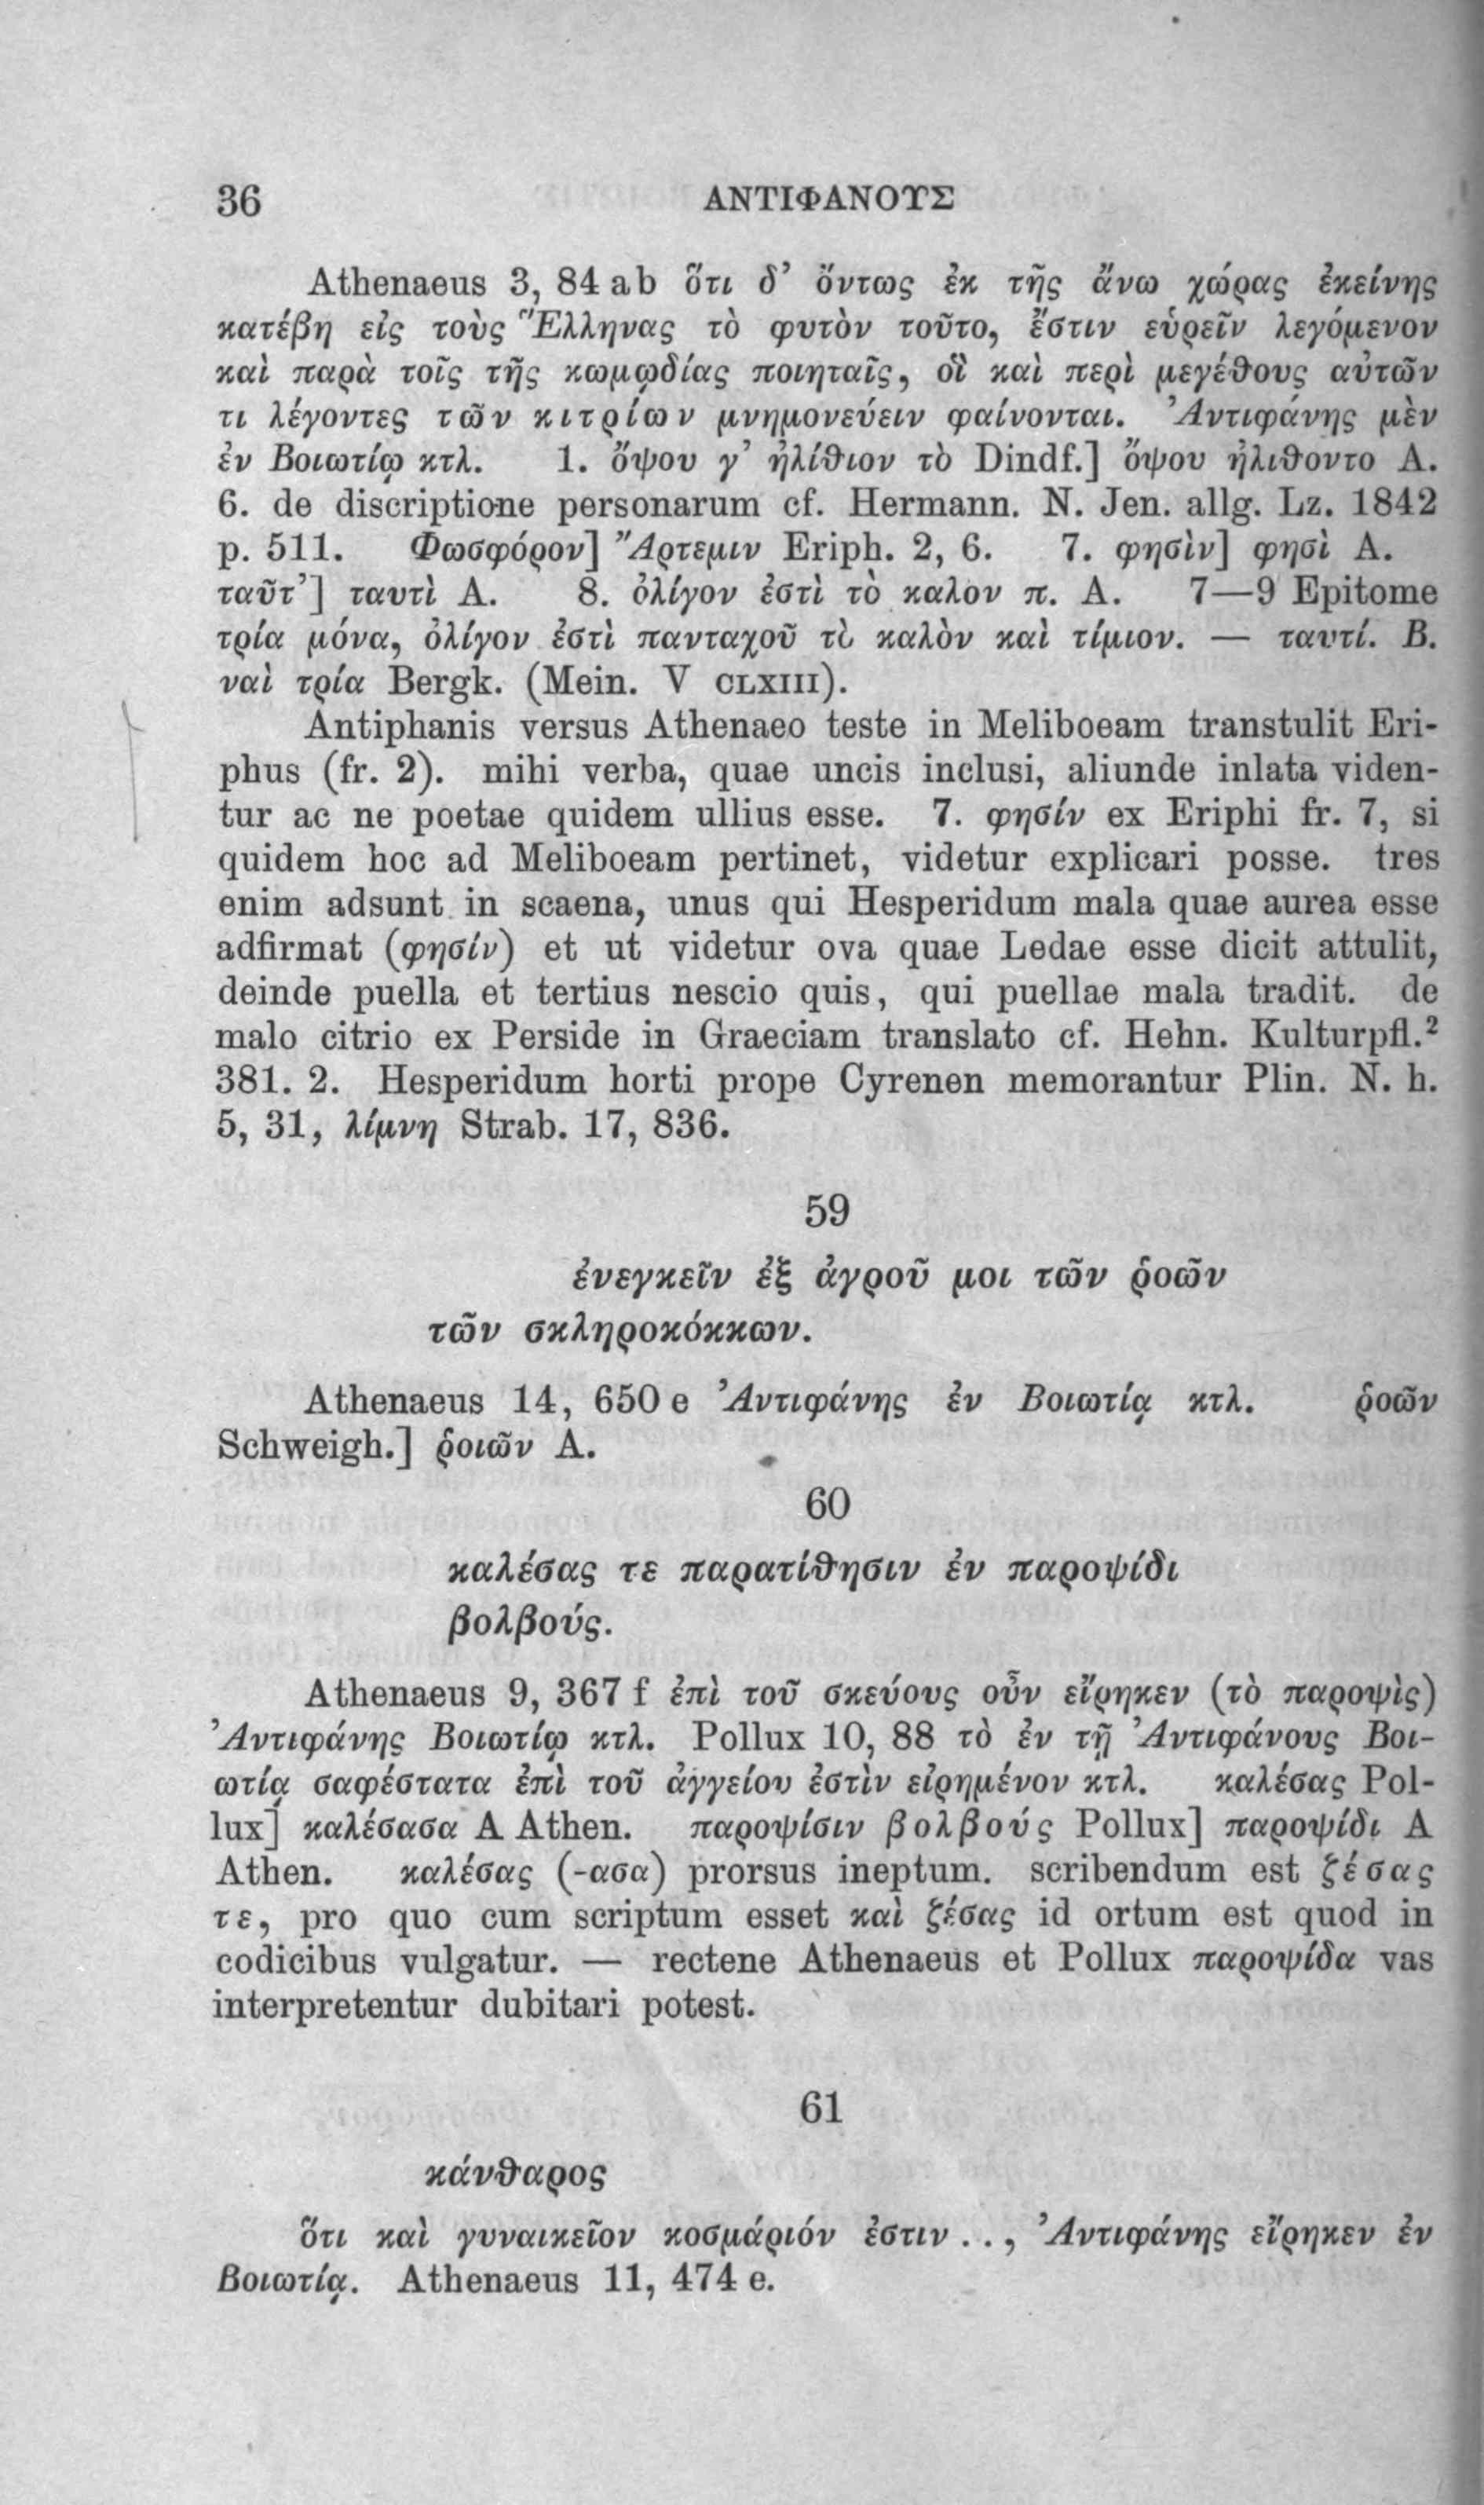 36 ΑΝΤΙΦΑΝΟΥΣ
Athenaeus 3, 84 ab ὅτι δ’ ὄντως ἐκ τῆς ἄνω χώρας ἐκείνης
κατέβη εἰς τοὺς Ἕλληνας τὸ φυτὸν τοῦτο, ἔστιν εὑρεῖν λεγόμενον
καὶ παρὰ τοῖς τῆς κωμῳδίας ποιηταῖς, οἳ καὶ περὶ μεγέθους αὐτῶν
τι λέγοντες τῶν κιτρίων μνημονεύειν φαίνονται. Ἀντιφάνης μὲν
ἐν Βοιωτίῳ κτλ. 1. ὄψου γ’ ἠλίθιον τὸ Dindf.] ὄψου ἠλιθοντο A.
6. de discriptione personarum cf. Hermann. N. Jen. allg. Lz. 1842
p. 511. Φωσφόρον] Ἄρτεμιν Eriph. 2, 6. 7. φησὶν] φησὶ A.
ταῦτ’] ταυτὶ A. 8. ὀλίγον ἐστὶ τὸ καλον π. A. 7—9 Epitome
τρία μόνα, ὀλίγον ἐστὶ πανταχοῦ τὸ καλὸν καὶ τίμιον. — ταυτί. B.
ναὶ τρία Bergk. (Mein. V CLXIII).
Antiphanis versus Athenaeo teste in Meliboeam transtulit Eri-
phus (fr. 2). mihi verba, quae uncis inclusi, aliunde inlata viden-
tur ac ne poetae quidem ullius esse. 7. φησίν ex Eriphi fr. 7, si
quidem hoc ad Meliboeam pertinet, videtur explicari posse. tres
enim adsunt in scaena, unus qui Hesperidum mala quae aurea esse
adfirmat (φησίν) et ut videtur ova quae Ledae esse dicit attulit,
deinde puella et tertius nescio quis, qui puellae mala tradit. de
malo citrio ex Perside in Graeciam translato cf. Hehn. Kulturpfl.²
381. 2. Hesperidum horti prope Cyrenen memorantur Plin. N. h.
5, 31, λίμνη Strab. 17, 836.
59
ἐνεγκεῖν ἐξ ἀγροῦ μοι τῶν ῥοῶν
τῶν σκληροκόκκων.
Athenaeus 14, 650 e Ἀντιφάνης ἐν Βοιωτίᾳ κτλ. ῥοῶν
Schweigh.] ῥοιῶν A.
60
καλέσας τε παρατίθησιν ἐν παροψίδι
βολβούς.
Athenaeus 9, 367 f ἐπὶ τοῦ σκεύους οὖν εἴρηκεν (τὸ παροψὶς)
Ἀντιφάνης Βοιωτίῳ κτλ. Pollux 10, 88 τὸ ἐν τῇ Ἀντιφάνους Βοι-
ωτίᾳ σαφέστατα ἐπὶ τοῦ ἀγγείου ἐστὶν εἰρημένον κτλ. καλέσας Pol-
lux] καλέσασα A Athen. παροψίσιν βολβούς Pollux] παροψίδι A
Athen. καλέσας (-ασα) prorsus ineptum. scribendum est ζέσας
τε, pro quo cum scriptum esset καὶ ζέσας id ortum est quod in
codicibus vulgatur. — rectene Athenaeus et Pollux παροψίδα vas
interpretentur dubitari potest.
61
κάνθαρος
ὅτι καὶ γυναικεῖον κοσμάριόν ἐστιν . . , Ἀντιφάνης εἴρηκεν ἐν
Βοιωτίᾳ. Athenaeus 11, 474 e.